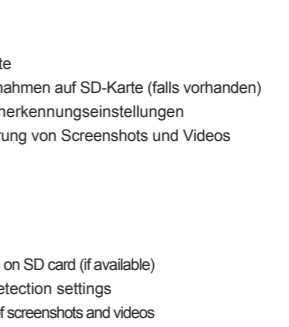 te
nahmen auf SD-Karte (falls vorhanden)
nerkennungseinstellungen
rung von Screenshots und Videos
on SD card (if available)
etection settings
f screenshots and videos